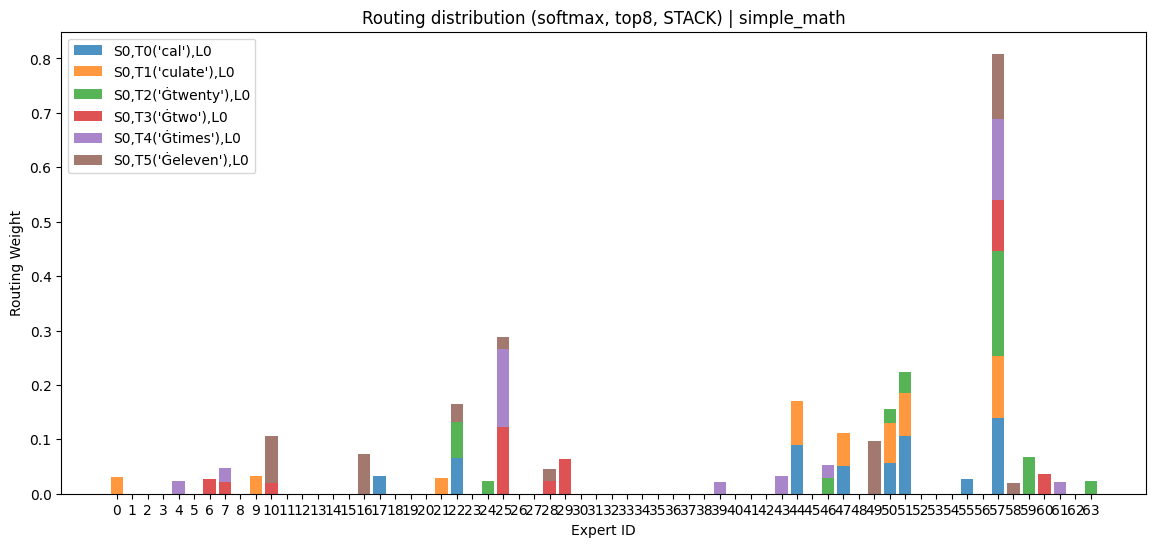 Routing distribution (softmax, top8, STACK) | simple_math
S0,T0('cal'),L0
S0,T1('culate'),L0
S0,T2('Ġtwenty'),L0
S0,T3('Ġtwo'),L0
S0,T4('Ġtimes'),L0
S0,T5('Ġeleven'),L0
0.8
0.7
0.6
0.5
0.4
0.3
0.2
0.1
0.0
Routing Weight
0 1 2 3 4 5 6 7 8 9 10 11 12 13 14 15 16 17 18 19 20 21 22 23 24 25 26 27 28 29 30 31 32 33 34 35 36 37 38 39 40 41 42 43 44 45 46 47 48 49 50 51 52 53 54 55 56 57 58 59 60 61 62 63
Expert ID